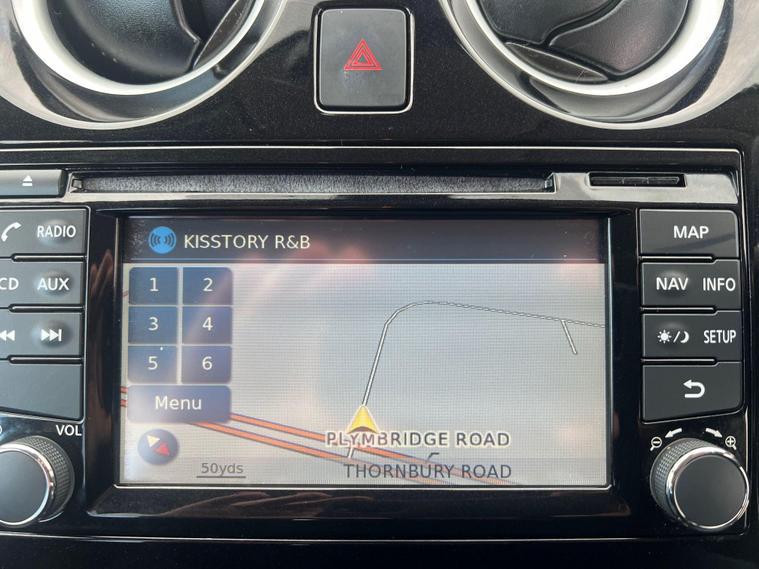 KISSTORY R&B
RADIO
CD AUX
VOL
1 2
3 4
5 6
Menu
50yds
PLYMBRIDGE ROAD
THORNBURY ROAD
MAP
NAV INFO
SETUP